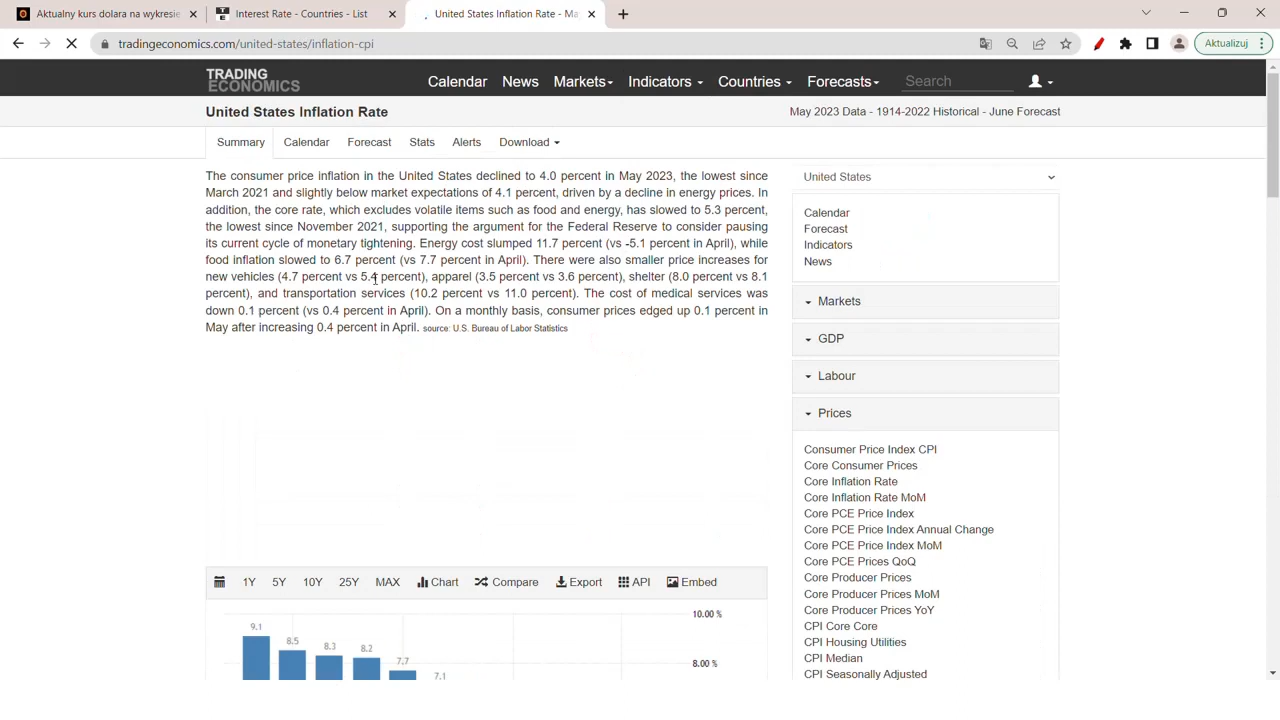 Aktualny kurs dolara na wykresie
Interest Rate - Countries - List
United States Inflation Rate - Ma
tradingeconomics.com/united-states/inflation-cpi
Aktualizuj
TRADING
ECONOMICS
Calendar News Markets Indicators Countries Forecasts Search
United States Inflation Rate
May 2023 Data - 1914-2022 Historical - June Forecast
Summary Calendar Forecast Stats Alerts Download
The consumer price inflation in the United States declined to 4.0 percent in May 2023, the lowest since
March 2021 and slightly below market expectations of 4.1 percent, driven by a decline in energy prices. In
addition, the core rate, which excludes volatile items such as food and energy, has slowed to 5.3 percent,
the lowest since November 2021, supporting the argument for the Federal Reserve to consider pausing
its current cycle of monetary tightening. Energy cost slumped 11.7 percent (vs -5.1 percent in April), while
food inflation slowed to 6.7 percent (vs 7.7 percent in April). There were also smaller price increases for
new vehicles (4.7 percent vs 5.4 percent), apparel (3.5 percent vs 3.6 percent), shelter (8.0 percent vs 8.1
percent), and transportation services (10.2 percent vs 11.0 percent). The cost of medical services was
down 0.1 percent (vs 0.4 percent in April). On a monthly basis, consumer prices edged up 0.1 percent in
May after increasing 0.4 percent in April. source: U.S. Bureau of Labor Statistics
1Y 5Y 10Y 25Y MAX Chart Compare Export API Embed
10.00 %
9.1
8.5
8.3
8.2
7.7
8.00 %
7.1
United States
Calendar
Forecast
Indicators
News
Markets
GDP
Labour
Prices
Consumer Price Index CPI
Core Consumer Prices
Core Inflation Rate
Core Inflation Rate MoM
Core PCE Price Index
Core PCE Price Index Annual Change
Core PCE Price Index MoM
Core PCE Prices QoQ
Core Producer Prices
Core Producer Prices MoM
Core Producer Prices YoY
CPI Core Core
CPI Housing Utilities
CPI Median
CPI Seasonally Adjusted